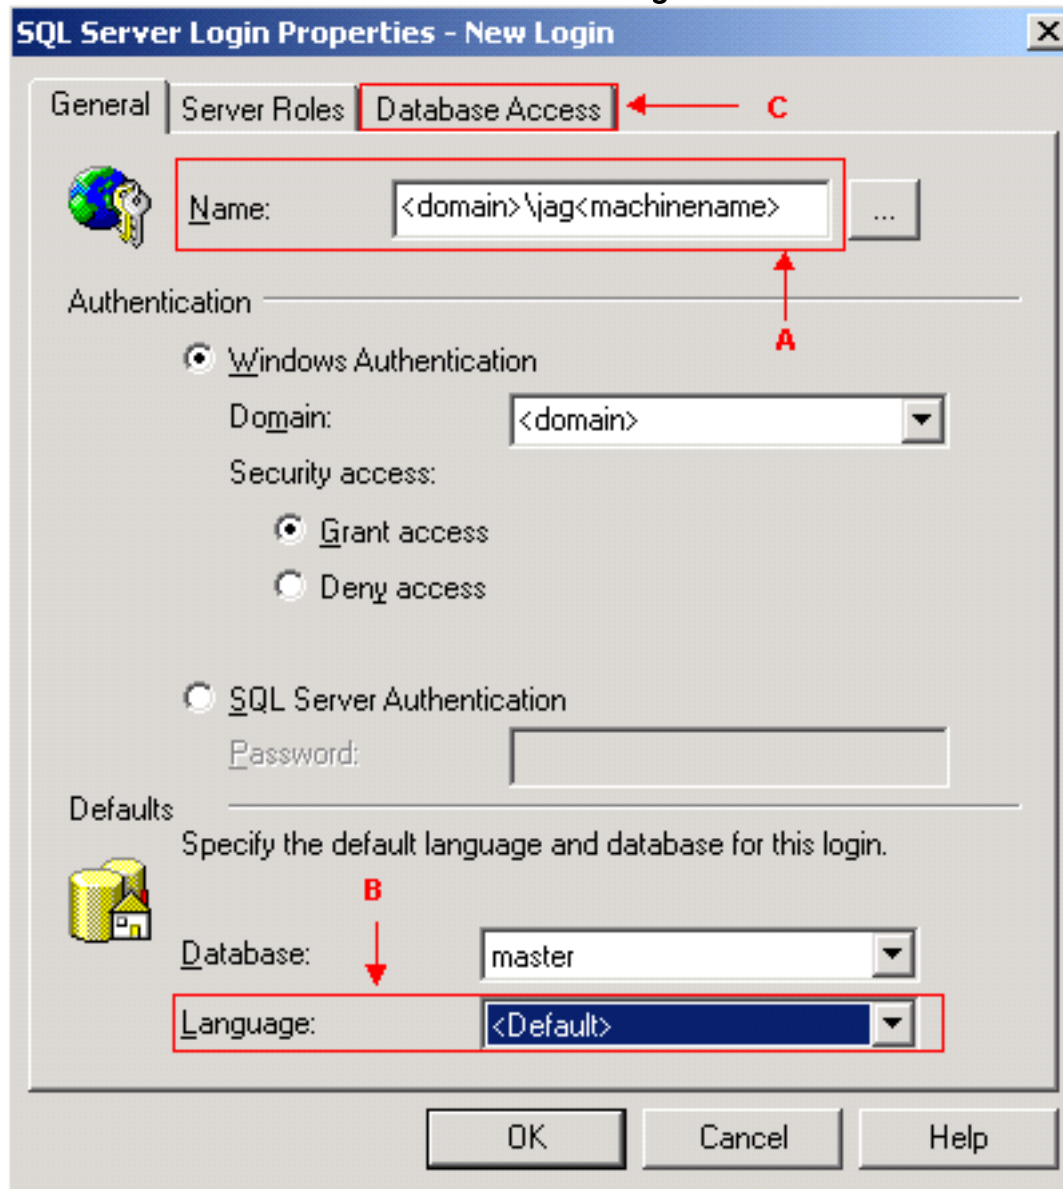 SQL Server Login Properties - New Login
General Server Roles Database Access C
Name: <domain>\jag<machinename> ...
A
Authentication
Windows Authentication
Domain: <domain>
Security access:
Grant access
Deny access
SQL Server Authentication
Password:
Defaults
Specify the default language and database for this login.
B
Database: master
Language: <Default>
OK Cancel Help